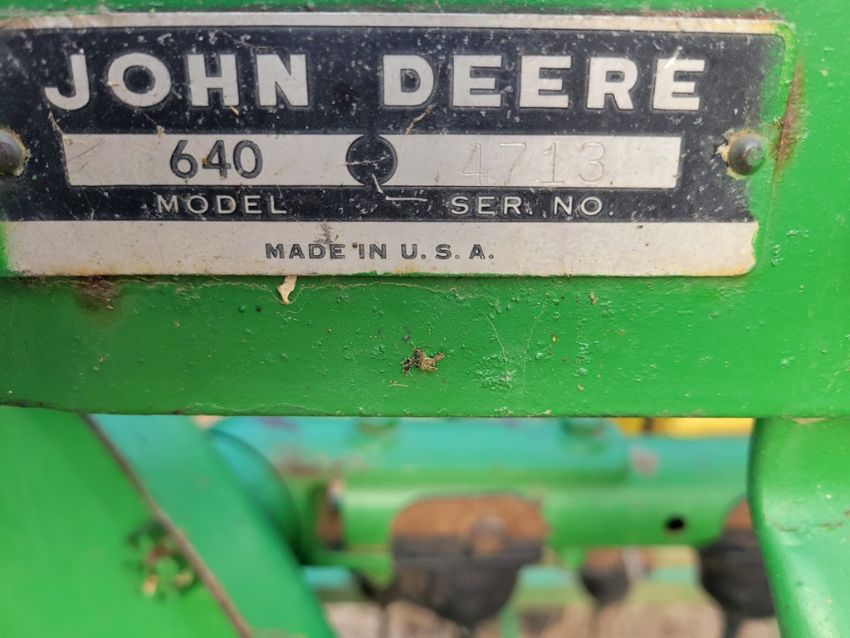 JOHN DEERE
640 4713
MODEL SER. NO.
MADE IN U.S.A.